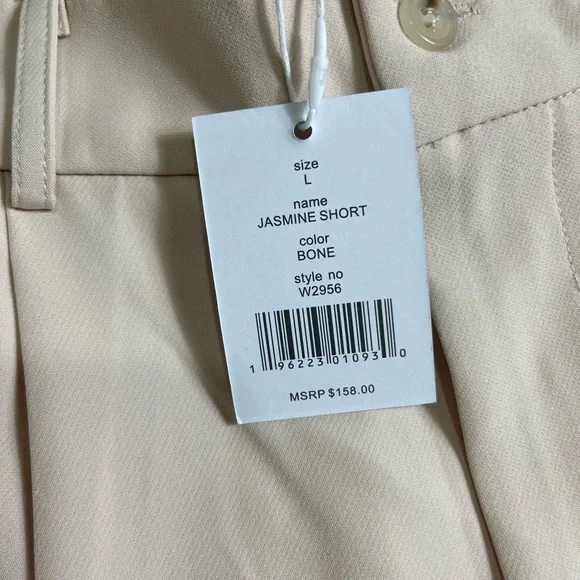 size
L
name
JASMINE SHORT
color
BONE
style no
W2956
1 96223 01093 0
MSRP $158.00